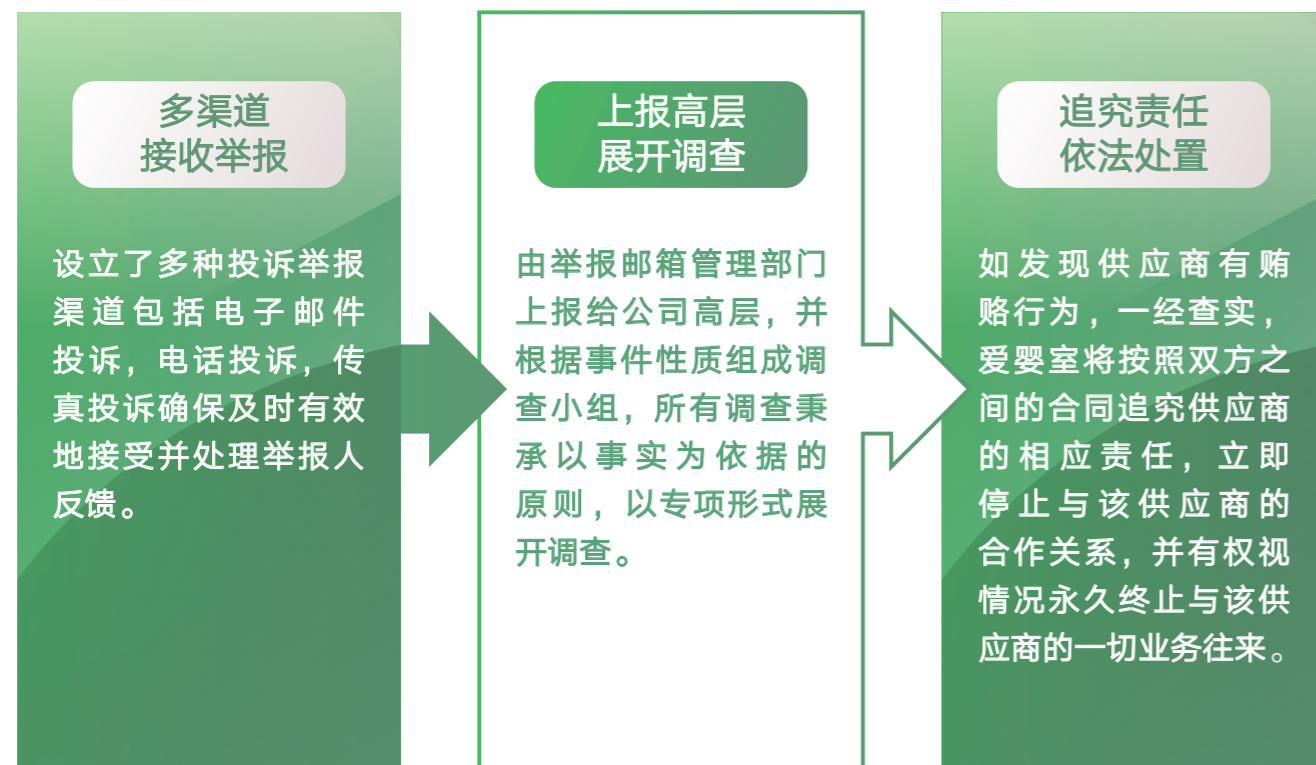 多渠道
接收举报
设立了多种投诉举报
渠道包括电子邮件
投诉，电话投诉，传
真投诉确保及时有效
地接受并处理举报人
反馈。
上报高层
展开调查
由举报邮箱管理部门
上报给公司高层，并
根据事件性质组成调
查小组，所有调查秉
承以事实为依据的
原则，以专项形式展
开调查。
追究责任
依法处置
如发现供应商有贿
赂行为，一经查实，
爱婴室将按照双方之
间的合同追究供应商
的相应责任，立即
停止与该供应商的
合作关系，并有权视
情况永久终止与该供
应商的一切业务往来。